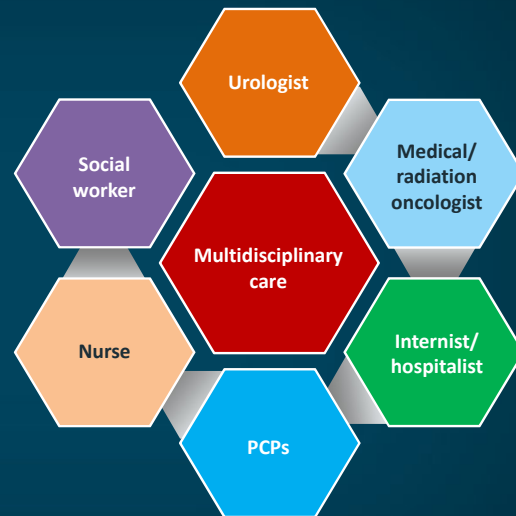 Urologist
Medical/
radiation
oncologist
Social
worker
Multidisciplinary
care
Internist/
hospitalist
Nurse
PCPs